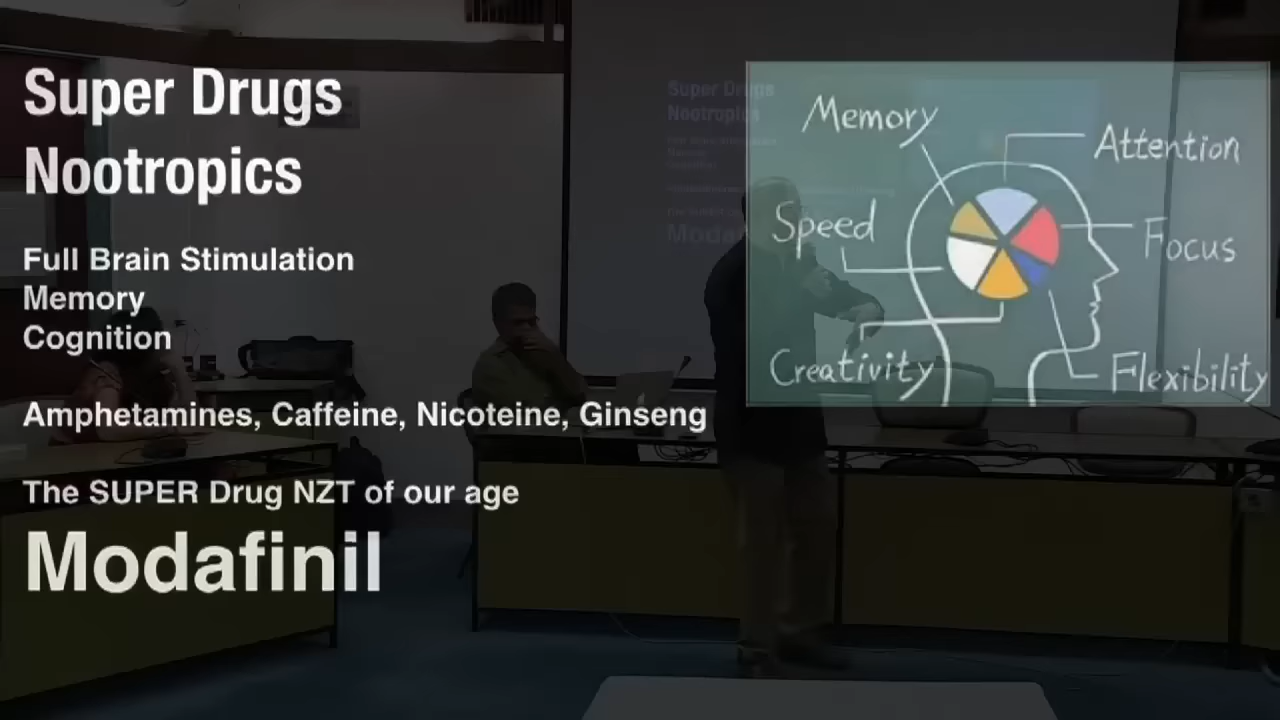 Super Drugs
Nootropics
Full Brain Stimulation
Memory
Cognition
Amphetamines, Caffeine, Nicoteine, Ginseng
The SUPER Drug NZT of our age
Modafinil
Memory
Attention
Speed
Focus
Creativity
Flexibility
Super Drugs
Nootropics